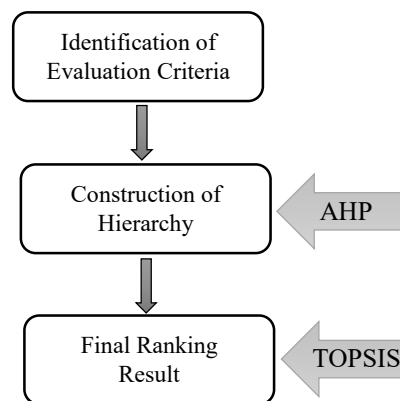 Identification of
Evaluation Criteria
Construction of
Hierarchy
AHP
Final Ranking
Result
TOPSIS